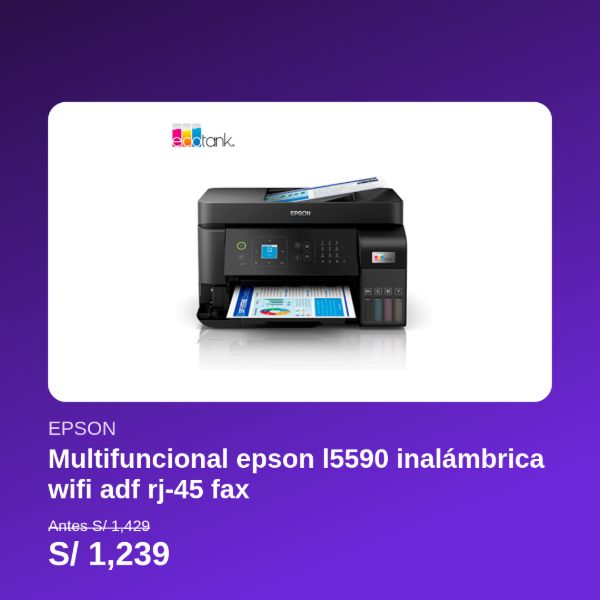 ecotank.
EPSON
EPSON
Multifuncional epson l5590 inalámbrica
wifi adf rj-45 fax
Antes S/ 1,429
S/ 1,239